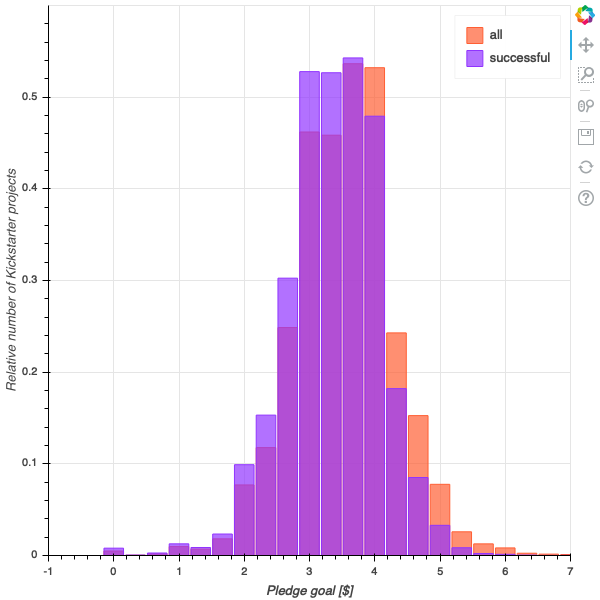 all
successful
0.5
0.4
0.3
0.2
0.1
0
-1 0 1 2 3 4 5 6 7
Relative number of Kickstarter projects
Pledge goal [$]
?